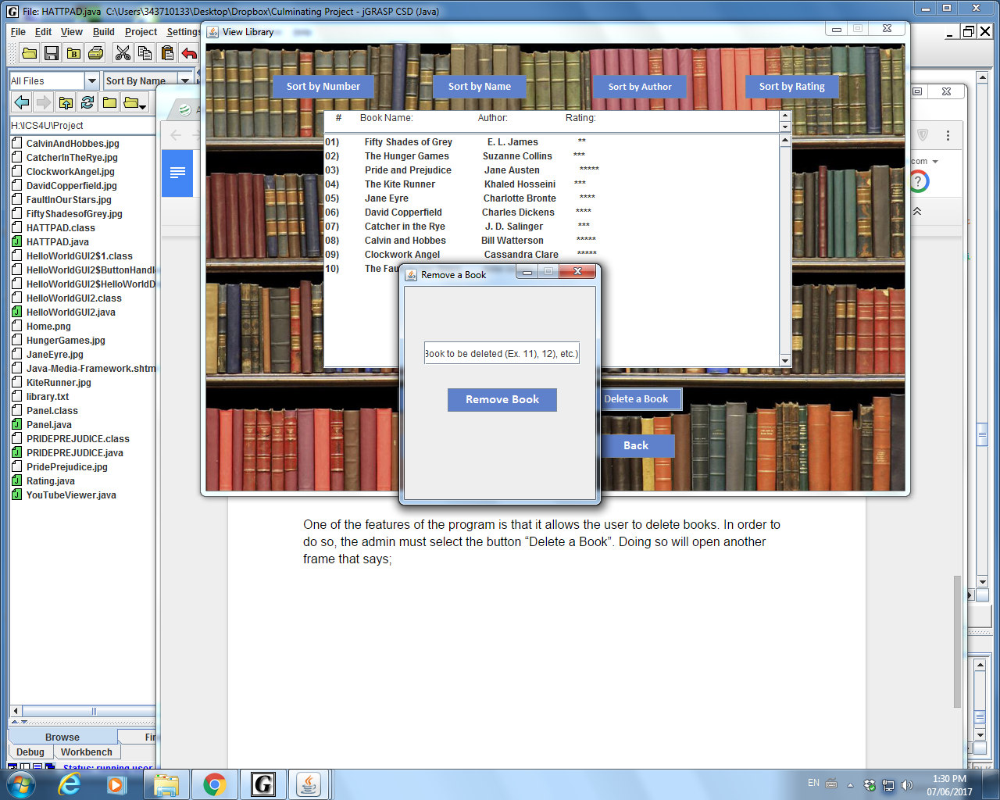 File: HATTPAD.java  C:\Users\343710133\Desktop\Dropbox\Culminating Project - jGRASP CSD (Java)
File Edit View Build Project Settings
View Library
All Files
Sort By Name
H:\ICS4U\Project
CalvinAndHobbes.jpg
CatcherInTheRye.jpg
ClockworkAngel.jpg
DavidCopperfield.jpg
FaultInOurStars.jpg
FiftyShadesofGrey.jpg
HATTPAD.class
HATTPAD.java
HelloWorldGUI2$1.class
HelloWorldGUI2$ButtonHandl
HelloWorldGUI2$HelloWorldD
HelloWorldGUI2.class
HelloWorldGUI2.java
Home.png
HungerGames.jpg
JaneEyre.jpg
Java-Media-Framework.shtm
KiteRunner.jpg
library.txt
Panel.class
Panel.java
PRIDEPREJUDICE.class
PRIDEPREJUDICE.java
PridePrejudice.jpg
Rating.java
YouTubeViewer.java
Browse
Fin
Debug
Workbench
Status: running user
Sort by Number
Sort by Name
Sort by Author
Sort by Rating
# Book Name: Author: Rating:
01) Fifty Shades of Grey E. L. James **
02) The Hunger Games Suzanne Collins ***
03) Pride and Prejudice Jane Austen *****
04) The Kite Runner Khaled Hosseini ***
05) Jane Eyre Charlotte Bronte ****
06) David Copperfield Charles Dickens ****
07) Catcher in the Rye J. D. Salinger ***
08) Calvin and Hobbes Bill Watterson *****
09) Clockwork Angel Cassandra Clare *****
10) The Fau
Remove a Book
Book to be deleted (Ex. 11), 12), etc.)
Remove Book
Delete a Book
Back
com
?
One of the features of the program is that it allows the user to delete books. In order to
do so, the admin must select the button “Delete a Book”. Doing so will open another
frame that says;
EN
1:30 PM
07/06/2017